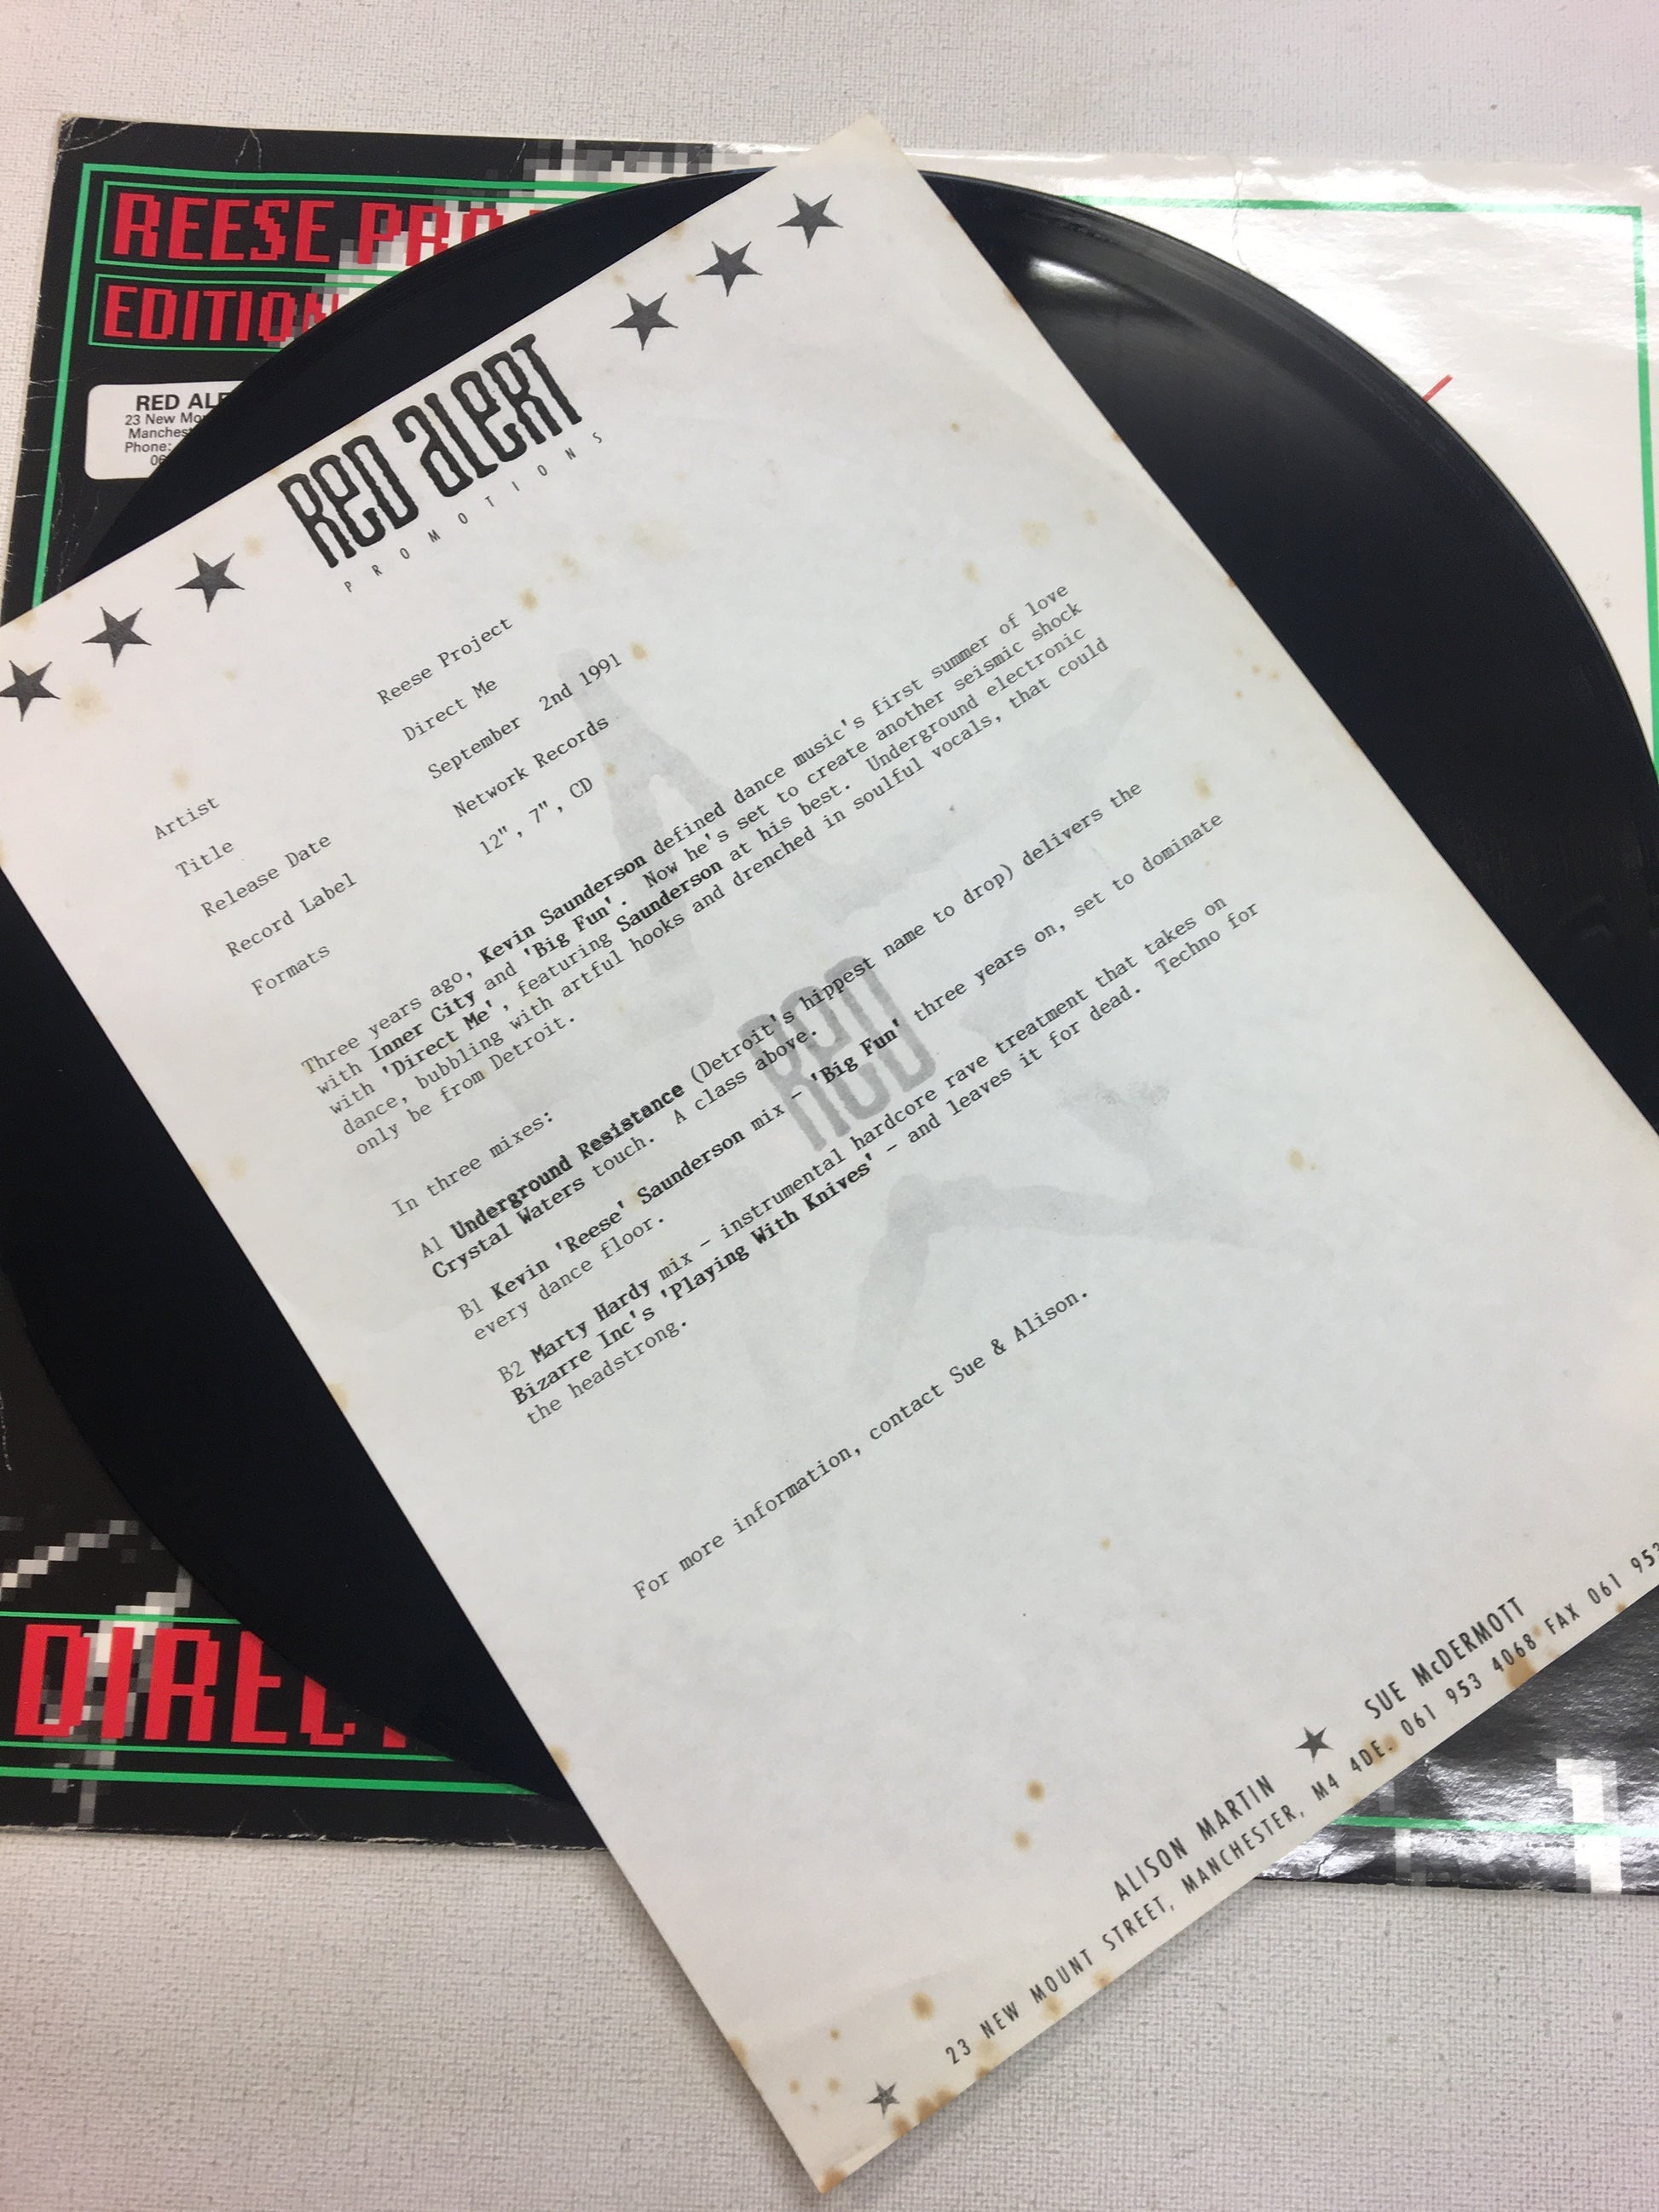 REESE PRO
EDITION
RED ALE
23 New Mo
Manches
Phone:
06
RED aLERT
PROMOTIONS
Artist Reese Project
Title Direct Me
Release Date September 2nd 1991
Record Label Network Records
Formats 12", 7", CD
Three years ago, Kevin Saunderson defined dance music's first summer of love
with Inner City and 'Big Fun'. Now he's set to create another seismic shock
with 'Direct Me', featuring Saunderson at his best. Underground electronic
dance, bubbling with artful hooks and drenched in soulful vocals, that could
only be from Detroit.
In three mixes:
A1 Underground Resistance (Detroit's hippest name to drop) delivers the
Crystal Waters touch. A class above.
B1 Kevin 'Reese' Saunderson mix - 'Big Fun' three years on, set to dominate
every dance floor.
B2 Marty Hardy mix - instrumental hardcore rave treatment that takes on
Bizarre Inc's 'Playing With Knives' - and leaves it for dead. Techno for
the headstrong.
RED
For more information, contact Sue & Alison.
ALISON MARTIN ★ SUE McDERMOTT
23 NEW MOUNT STREET, MANCHESTER, M4 4DE. 061 953 4068 FAX 061 953
DIREC